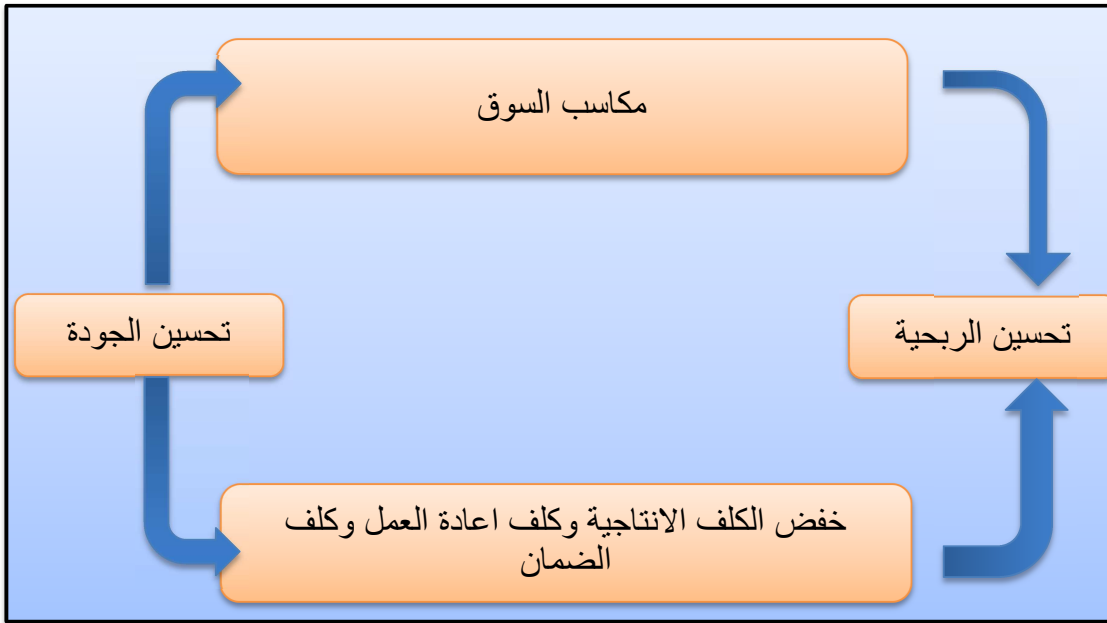 مكاسب السوق
تحسين الجودة
تحسين الربحية
خفض الكلف الانتاجية وكلف اعادة العمل وكلف
الضمان